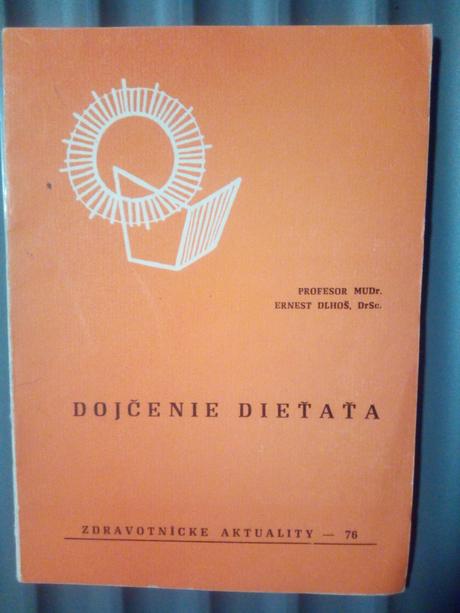 PROFESOR MUDr.
ERNEST DLHOŠ, DrSc.
DOJČENIE DIEŤAŤA
ZDRAVOTNÍCKE AKTUALITY — 76